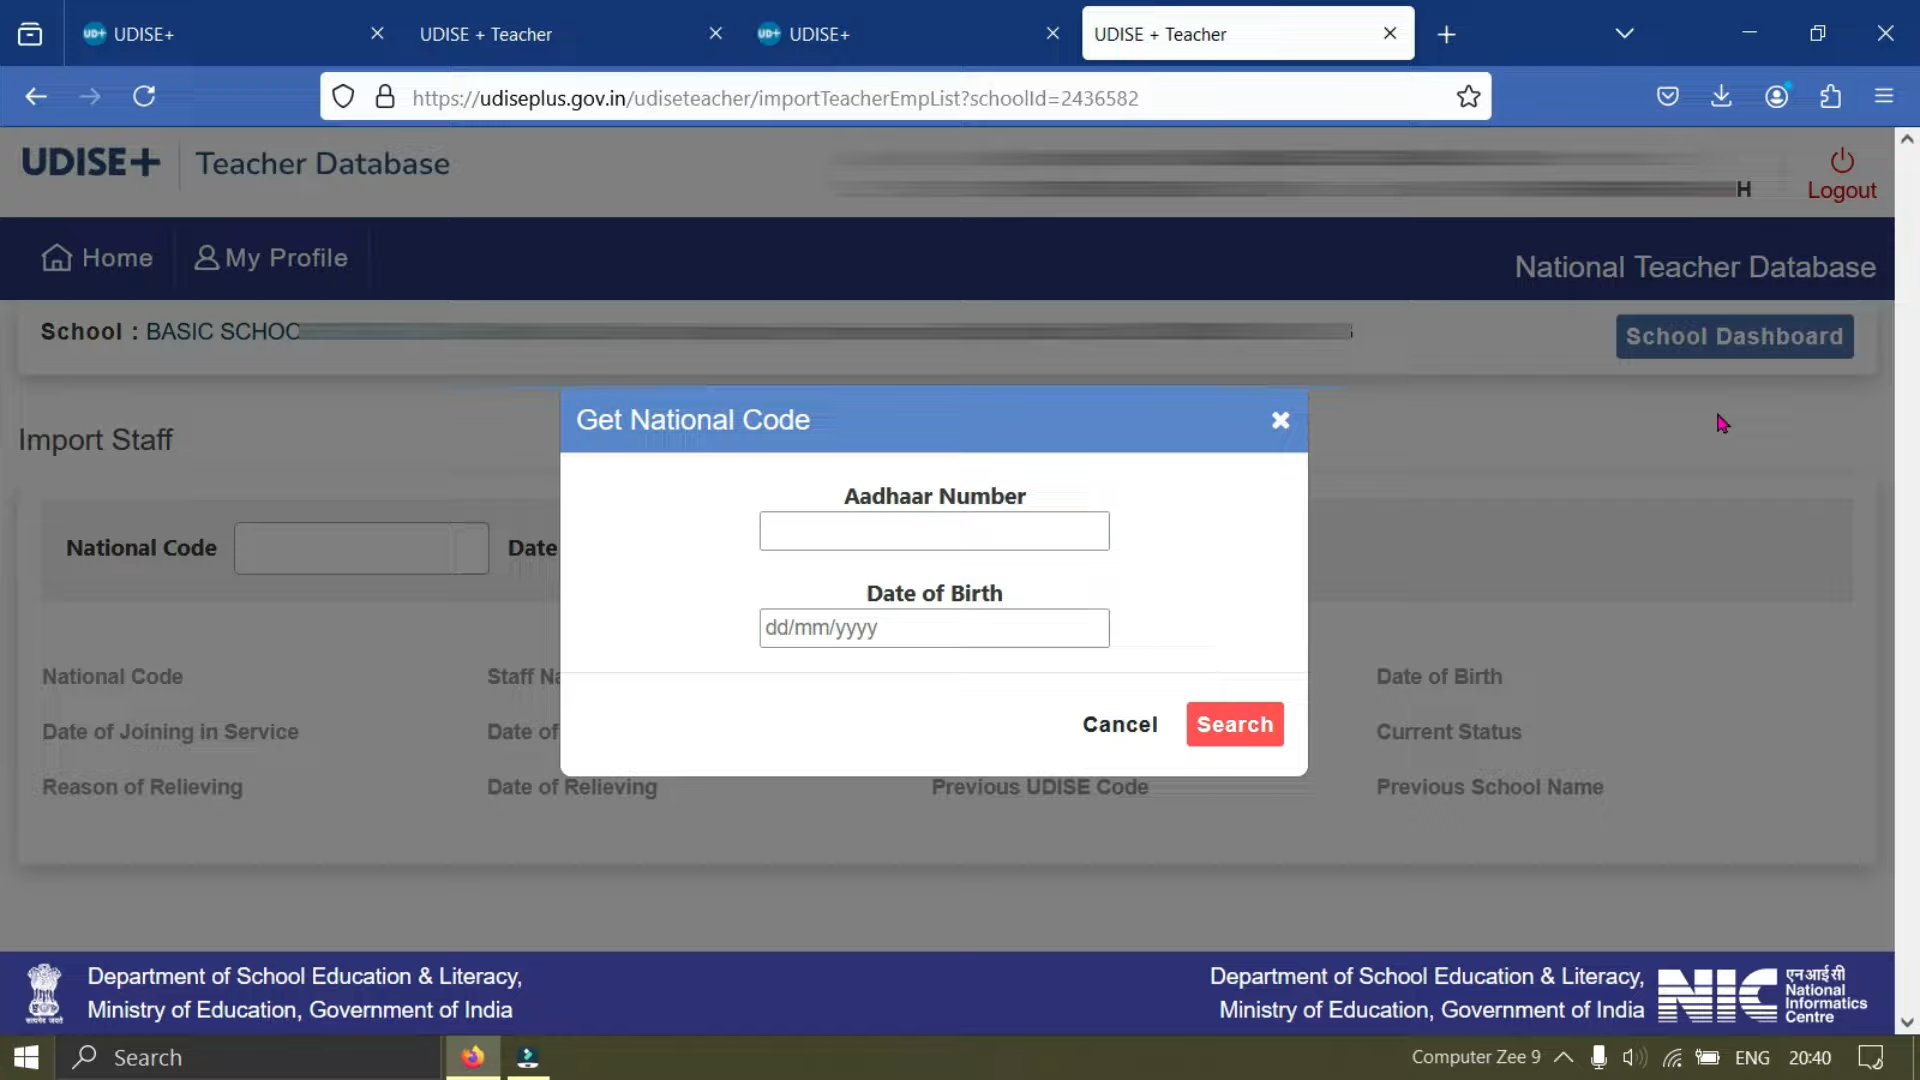 UDISE+
UDISE + Teacher
UDISE+
UDISE + Teacher
https://udiseplus.gov.in/udiseteacher/importTeacherEmpList?schoolId=2436582
UDISE+ Teacher Database
H
Logout
Home
My Profile
National Teacher Database
School : BASIC SCHOO
School Dashboard
Import Staff
Get National Code
Aadhaar Number
National Code
Date
Date of Birth
dd/mm/yyyy
National Code
Staff Na
Date of Birth
Date of Joining in Service
Date of
Current Status
Cancel
Search
Reason of Relieving
Date of Relieving
Previous UDISE Code
Previous School Name
Department of School Education & Literacy,
Ministry of Education, Government of India
Department of School Education & Literacy,
Ministry of Education, Government of India
NIC
एन आई सी
National
Informatics
Centre
Search
Computer Zee 9
ENG
20:40